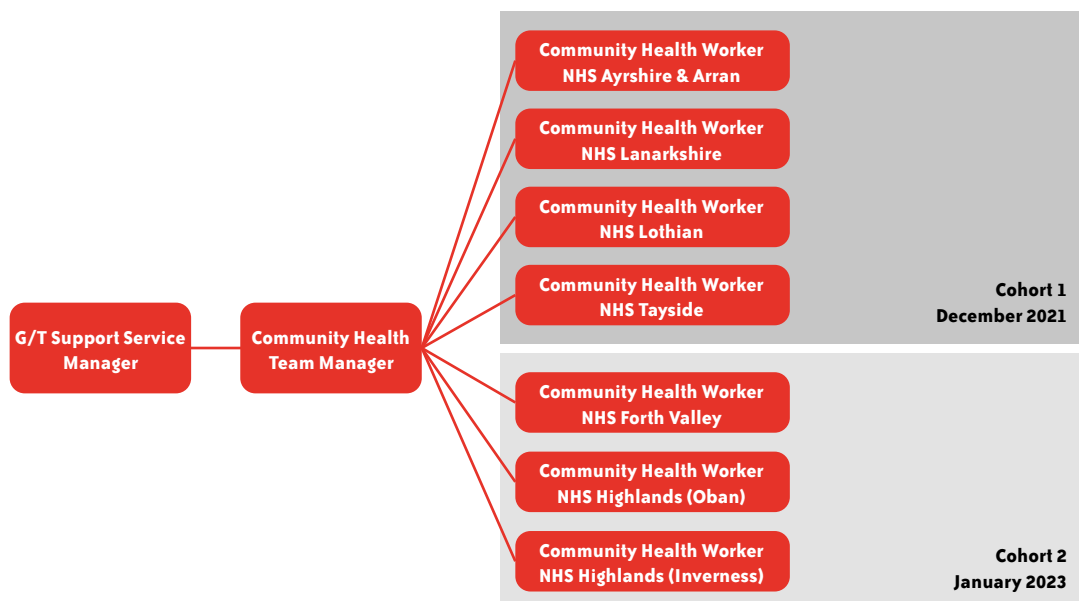 Community Health Worker
NHS Ayrshire & Arran
Community Health Worker
NHS Lanarkshire
Community Health Worker
NHS Lothian
Community Health Worker
NHS Tayside
Cohort 1
December 2021
G/T Support Service
Manager
Community Health
Team Manager
Community Health Worker
NHS Forth Valley
Community Health Worker
NHS Highlands (Oban)
Community Health Worker
NHS Highlands (Inverness)
Cohort 2
January 2023